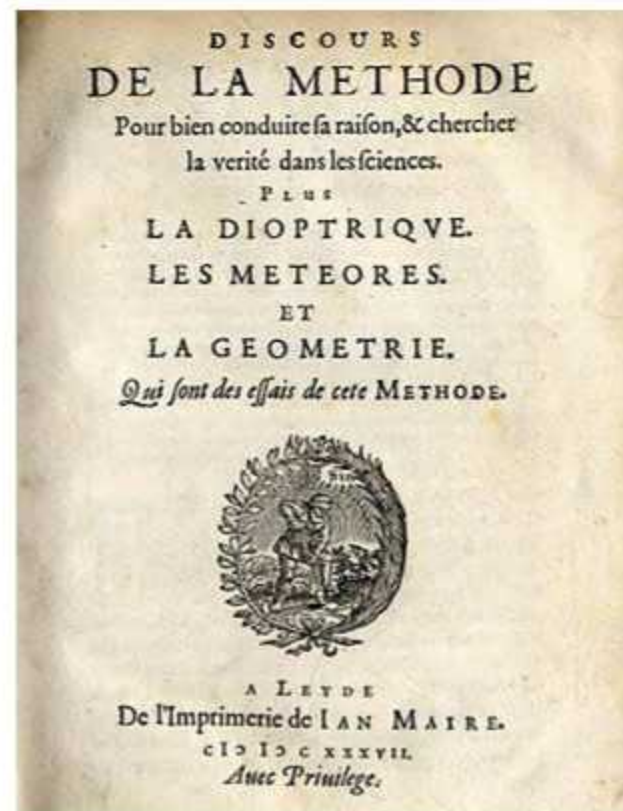 DISCOURS
DE LA METHODE
Pour bien conduire ſa raiſon, & chercher
la verité dans les ſciences.
PLUS
LA DIOPTRIQVE.
LES METEORES.
ET
LA GEOMETRIE.
Qui ſont des eſſais de cete METHODE.
A LEYDE
De l'Imprimerie de IAN MAIRE.
cIↄ Iↄ c xxxvii.
Auec Priuilege.